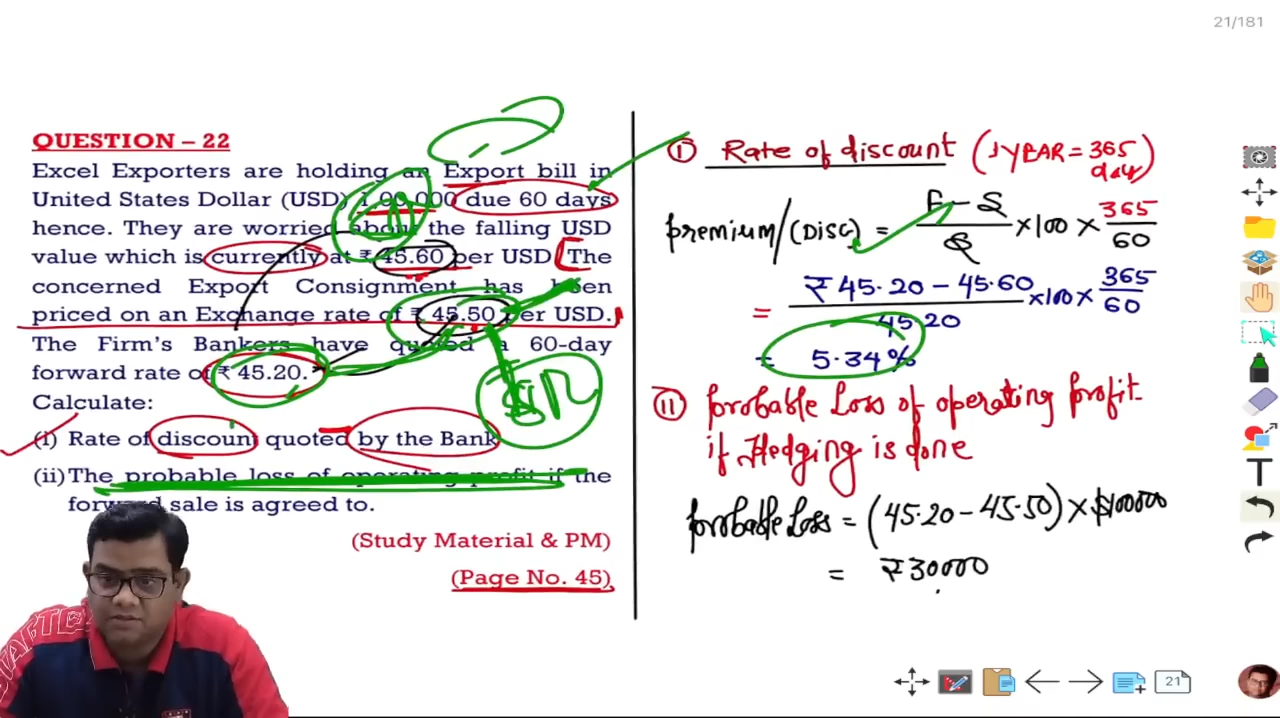 21/181
QUESTION – 22
Excel Exporters are holding an Export bill in
United States Dollar (USD) 1,00,000 due 60 days
hence. They are worried about the falling USD
value which is currently at ₹ 45.60 per USD. The
concerned Export Consignment has been
priced on an Exchange rate of ₹ 45.50 per USD.
The Firm's Bankers have quoted a 60-day
forward rate of ₹ 45.20.
Calculate:
(i) Rate of discount quoted by the Bank
(ii) The probable loss of operating profit if the
forward sale is agreed to.
(Study Material & PM)
(Page No. 45)
① Rate of discount (1 YEAR = 365
days)
premium/(Disc) = F - S / S × 100 × 365/60
= ₹45.20 - 45.60 / 45.20 × 100 × 365/60
= 5.34%
II probable Loss of operating profit
if Hedging is done
probable Loss = (45.20 - 45.50) × $100000
= ₹30000
21